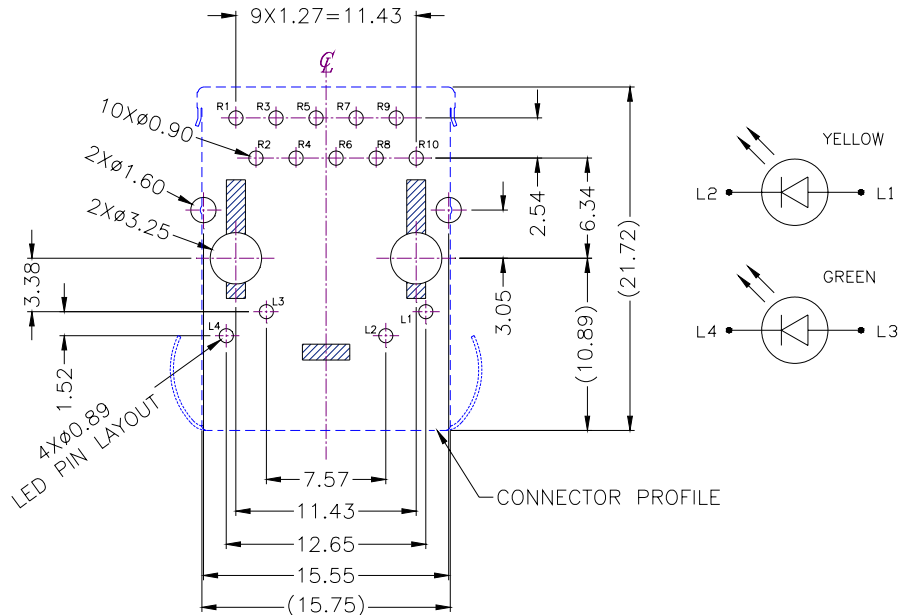 9X1.27=11.43
℄
R1 R3 R5 R7 R9
10XØ0.90
R2 R4 R6 R8 R10
2XØ1.60
2XØ3.25
2.54
6.34
(21.72)
3.38
3.05
(10.89)
L3
L1
L4
L2
1.52
4XØ0.89
LED PIN LAYOUT
7.57
CONNECTOR PROFILE
11.43
12.65
15.55
(15.75)
YELLOW
L2 L1
GREEN
L4 L3